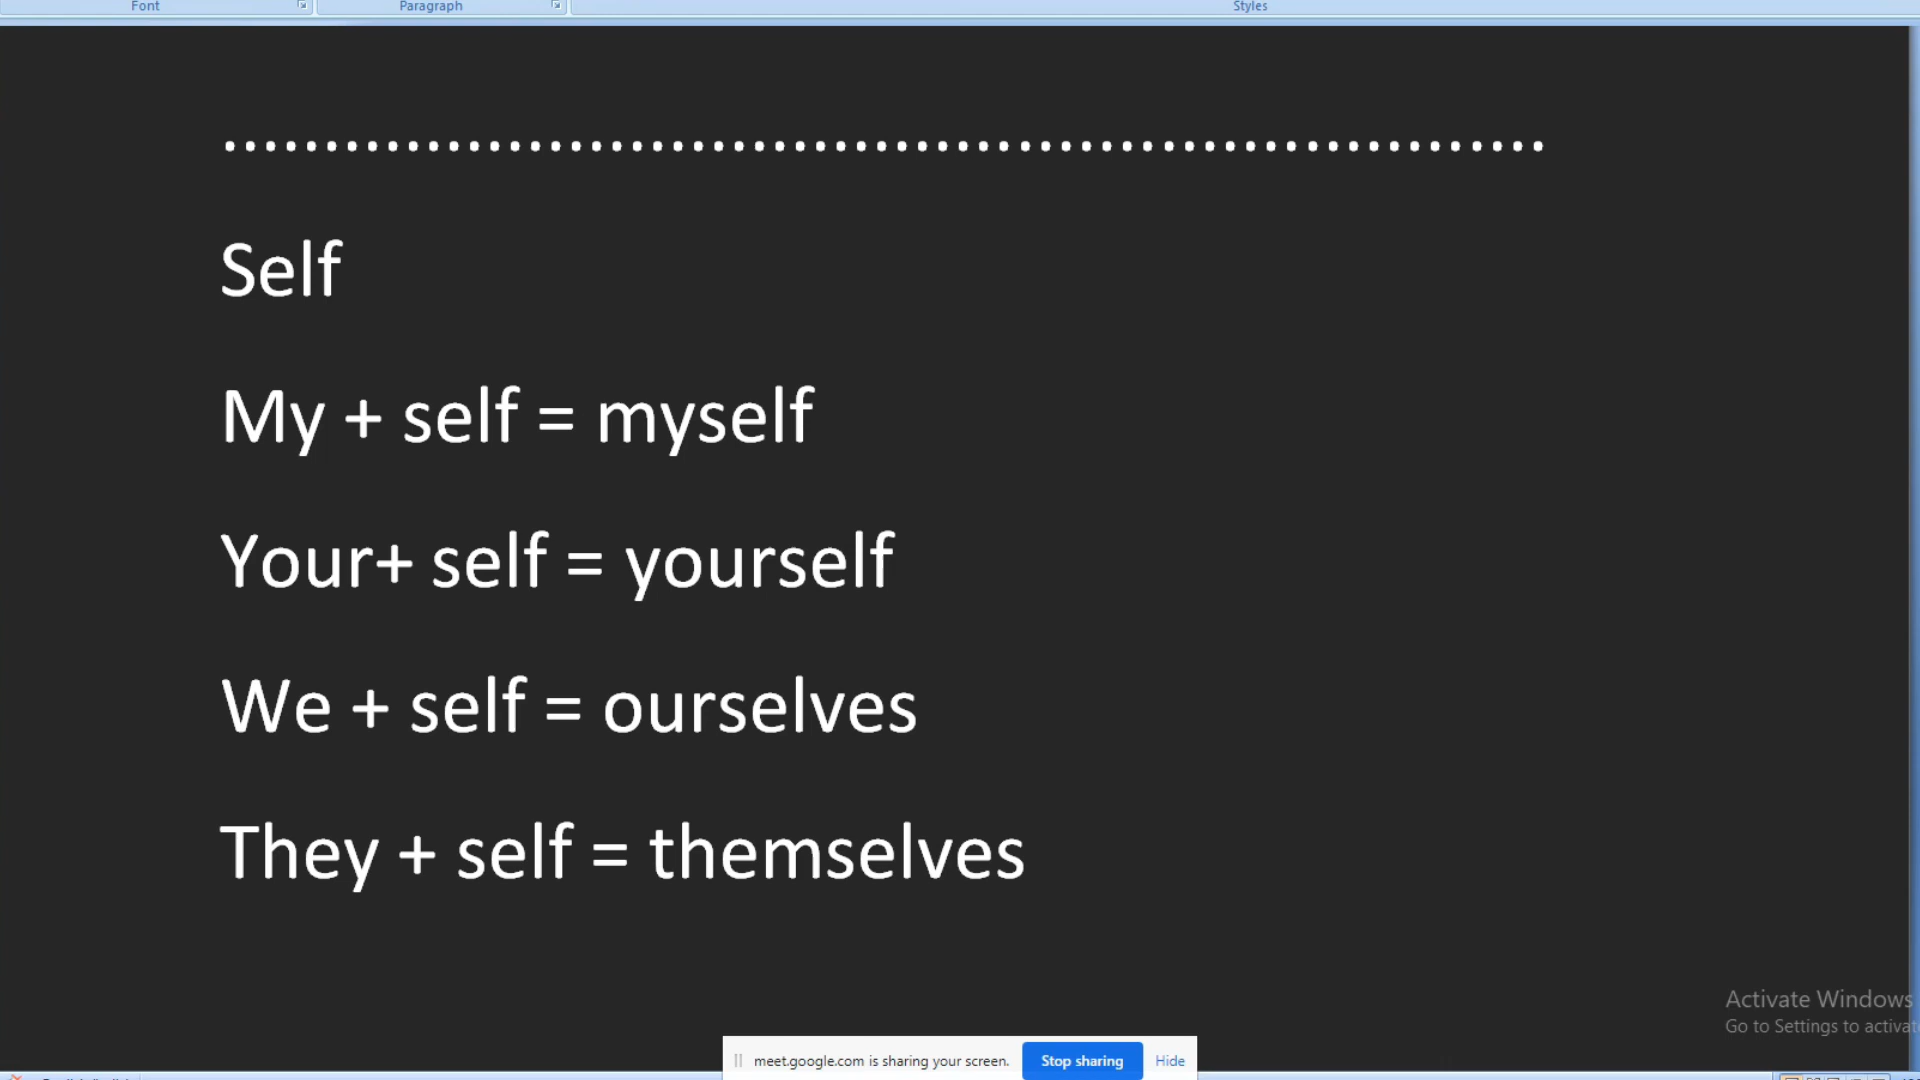 Font Paragraph Styles
..................................................................
Self
My + self = myself
Your+ self = yourself
We + self = ourselves
They + self = themselves
Activate Windows
Go to Settings to activat
meet.google.com is sharing your screen. Stop sharing Hide